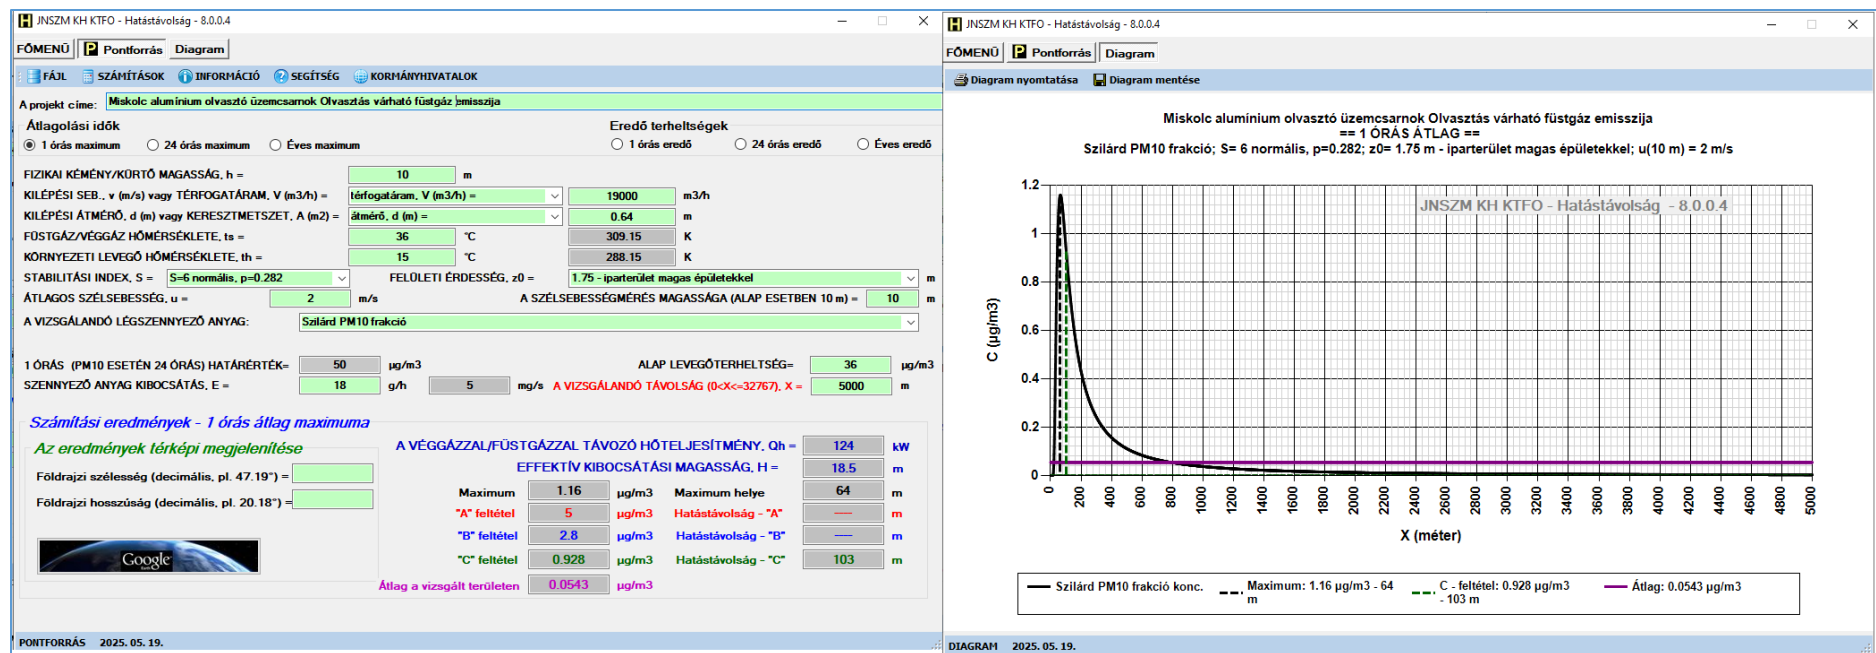 JNSZM KH KTFO - Hatástávolság - 8.0.0.4
FŐMENÜ P Pontforrás Diagram
FÁJL SZÁMÍTÁSOK INFORMÁCIÓ SEGÍTSÉG KORMÁNYHIVATALOK
A projekt címe: Miskolc alumínium olvasztó üzemcsarnok Olvasztás várható füstgáz emisszija
Átlagolási idők
1 órás maximum 24 órás maximum Éves maximum
Eredő terheltségek
1 órás eredő 24 órás eredő Éves eredő
FIZIKAI KÉMÉNY/KÜRTŐ MAGASSÁG, h = 10 m
KILÉPÉSI SEB., v (m/s) vagy TÉRFOGATÁRAM, V (m3/h) = térfogatáram, V (m3/h) = 19000 m3/h
KILÉPÉSI ÁTMÉRŐ, d (m) vagy KERESZTMETSZET, A (m2) = átmérő, d (m) = 0.64 m
FÜSTGÁZ/VÉGGÁZ HŐMÉRSÉKLETE, ts = 36 °C 309.15 K
KÖRNYEZETI LEVEGŐ HŐMÉRSÉKLETE, th = 15 °C 288.15 K
STABILITÁSI INDEX, S = S=6 normális, p=0.282 FELÜLETI ÉRDESSÉG, z0 = 1.75 - iparterület magas épületekkel m
ÁTLAGOS SZÉLSEBESSÉG, u = 2 m/s A SZÉLSEBESSÉGMÉRÉS MAGASSÁGA (ALAP ESETBEN 10 m) = 10 m
A VIZSGÁLANDÓ LÉGSZENNYEZŐ ANYAG: Szilárd PM10 frakció
1 ÓRÁS (PM10 ESETÉN 24 ÓRÁS) HATÁRÉRTÉK= 50 µg/m3 ALAP LEVEGŐTERHELTSÉG= 36 µg/m3
SZENNYEZŐ ANYAG KIBOCSÁTÁS, E = 18 g/h 5 mg/s A VIZSGÁLANDÓ TÁVOLSÁG (0<X<=32767), X = 5000 m
Számítási eredmények - 1 órás átlag maximuma
Az eredmények térképi megjelenítése
Földrajzi szélesség (decimális, pl. 47.19°) =
Földrajzi hosszúság (decimális, pl. 20.18°) =
Google
A VÉGGÁZZAL/FÜSTGÁZZAL TÁVOZÓ HŐTELJESÍTMÉNY, Qh = 124 kW
EFFEKTÍV KIBOCSÁTÁSI MAGASSÁG, H = 18.5 m
Maximum 1.16 µg/m3 Maximum helye 64 m
"A" feltétel 5 µg/m3 Hatástávolság - "A" ---- m
"B" feltétel 2.8 µg/m3 Hatástávolság - "B" ---- m
"C" feltétel 0.928 µg/m3 Hatástávolság - "C" 103 m
Átlag a vizsgált területen 0.0543 µg/m3
PONTFORRÁS 2025. 05. 19.
JNSZM KH KTFO - Hatástávolság - 8.0.0.4
FŐMENÜ P Pontforrás Diagram
Diagram nyomtatása Diagram mentése
Miskolc alumínium olvasztó üzemcsarnok Olvasztás várható füstgáz emisszija
== 1 ÓRÁS ÁTLAG ==
Szilárd PM10 frakció; S= 6 normális, p=0.282; z0= 1.75 m - iparterület magas épületekkel; u(10 m) = 2 m/s
JNSZM KH KTFO - Hatástávolság - 8.0.0.4
C (µg/m3)
1.2
1
0.8
0.6
0.4
0.2
0
0 200 400 600 800 1000 1200 1400 1600 1800 2000 2200 2400 2600 2800 3000 3200 3400 3600 3800 4000 4200 4400 4600 4800 5000
X (méter)
Szilárd PM10 frakció konc. Maximum: 1.16 µg/m3 - 64 m C - feltétel: 0.928 µg/m3 - 103 m Átlag: 0.0543 µg/m3
DIAGRAM 2025. 05. 19.